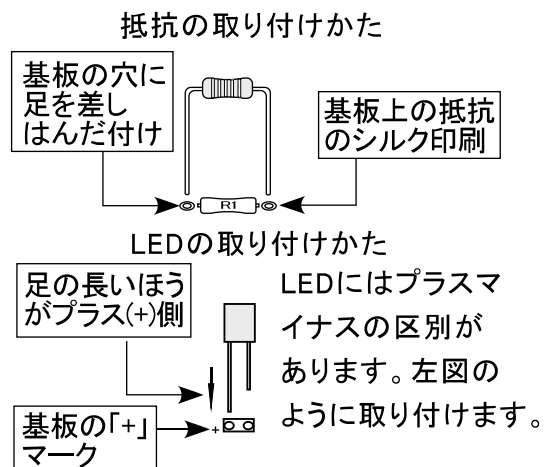 抵抗の取り付けかた
基板の穴に
足を差し
はんだ付け
基板上の抵抗
のシルク印刷
R1
LEDの取り付けかた
足の長いほう
がプラス(+)側
LEDにはプラスマ
イナスの区別が
あります。左図の
ように取り付けます。
基板の｢+｣
マーク
+